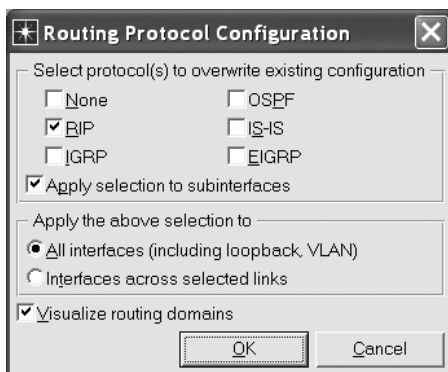 Routing Protocol Configuration
Select protocol(s) to overwrite existing configuration
None OSPF
RIP IS-IS
IGRP EIGRP
Apply selection to subinterfaces
Apply the above selection to
All interfaces (including loopback, VLAN)
Interfaces across selected links
Visualize routing domains
OK Cancel